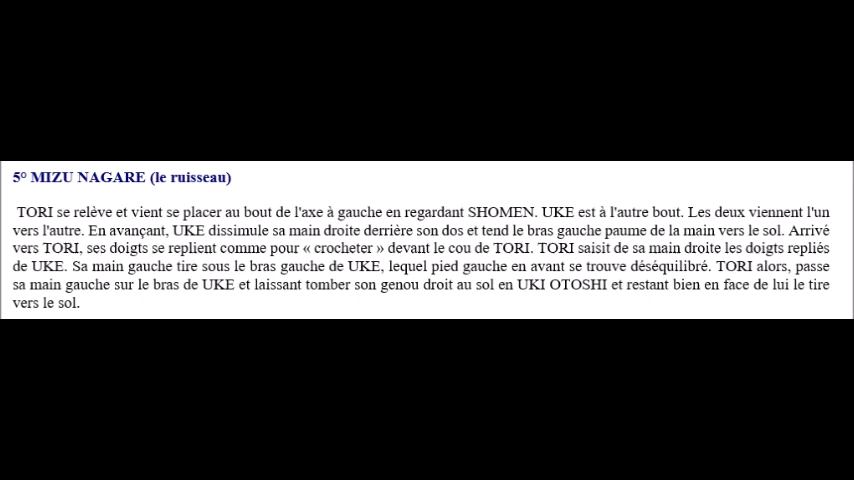 5° MIZU NAGARE (le ruisseau)
TORI se relève et vient se placer au bout de l'axe à gauche en regardant SHOMEN. UKE est à l'autre bout. Les deux viennent l'un
vers l'autre. En avançant, UKE dissimule sa main droite derrière son dos et tend le bras gauche paume de la main vers le sol. Arrivé
vers TORI, ses doigts se replient comme pour « crocheter » devant le cou de TORI. TORI saisit de sa main droite les doigts repliés
de UKE. Sa main gauche tire sous le bras gauche de UKE, lequel pied gauche en avant se trouve déséquilibré. TORI alors, passe
sa main gauche sur le bras de UKE et laissant tomber son genou droit au sol en UKI OTOSHI et restant bien en face de lui le tire
vers le sol.